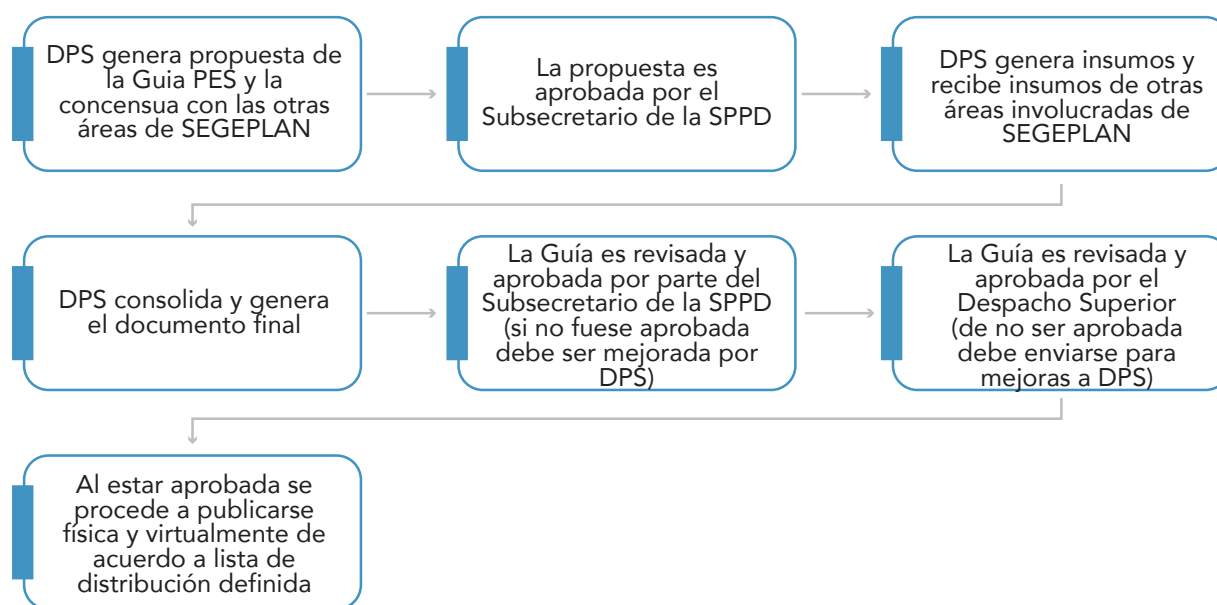 DPS genera propuesta de
la Guia PES y la
concensua con las otras
áreas de SEGEPLAN
La propuesta es
aprobada por el
Subsecretario de la SPPD
DPS genera insumos y
recibe insumos de otras
áreas involucradas de
SEGEPLAN
DPS consolida y genera
el documento final
La Guía es revisada y
aprobada por parte del
Subsecretario de la SPPD
(si no fuese aprobada
debe ser mejorada por
DPS)
La Guía es revisada y
aprobada por el
Despacho Superior
(de no ser aprobada
debe enviarse para
mejoras a DPS)
Al estar aprobada se
procede a publicarse
física y virtualmente de
acuerdo a lista de
distribución definida